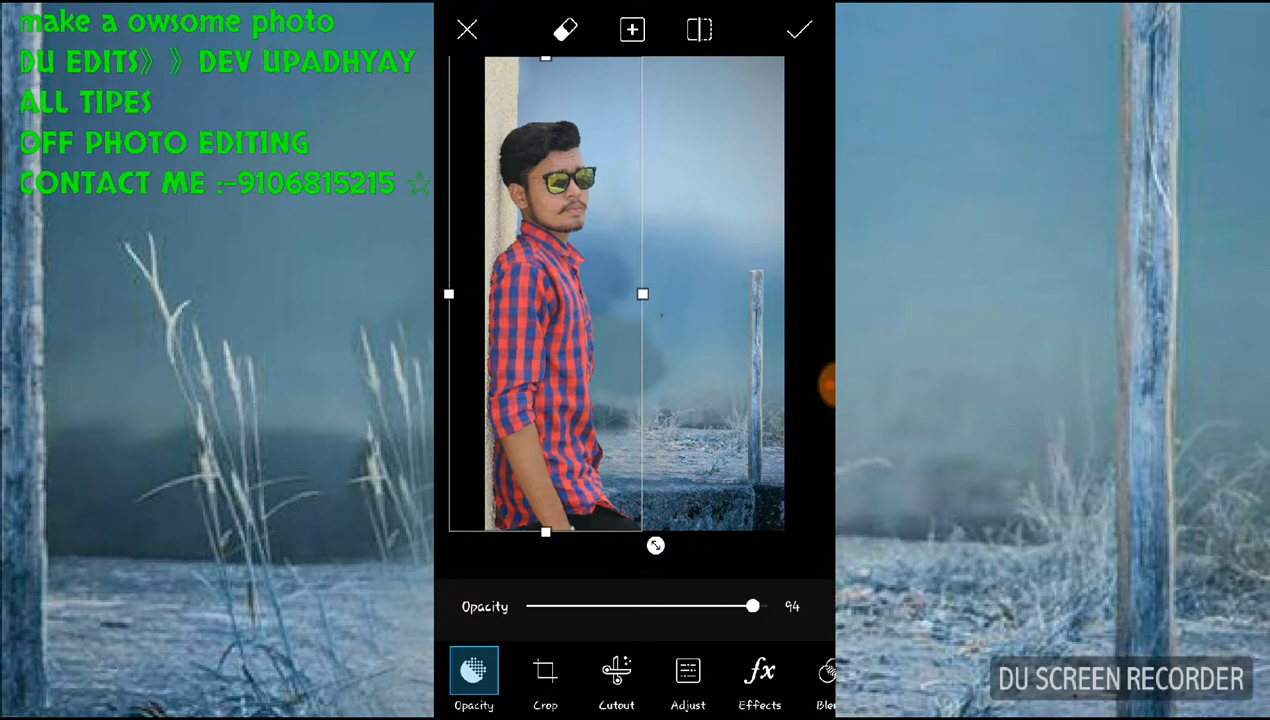 make a owsome photo
DU EDITS》 》 DEV UPADHYAY
ALL TIPES
OFF PHOTO EDITING
CONTACT ME :-9106815215 ☆
Opacity 94
Opacity Crop Cutout Adjust Effects
DU SCREEN RECORDER